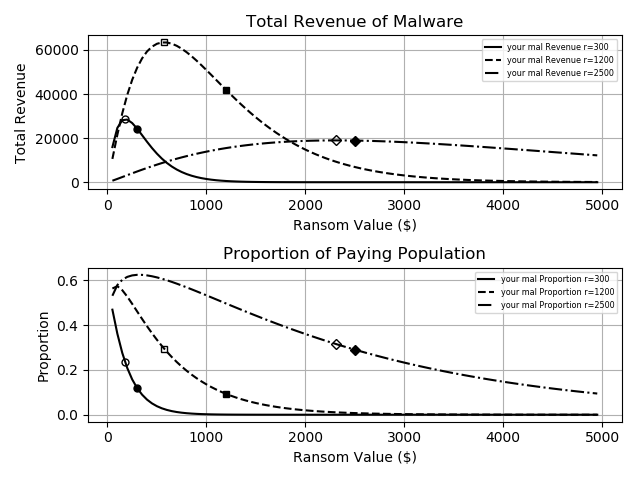 Total Revenue of Malware
Total Revenue
60000
40000
20000
0
your mal Revenue r=300
your mal Revenue r=1200
your mal Revenue r=2500
0 1000 2000 3000 4000 5000
Ransom Value ($)
Proportion of Paying Population
Proportion
0.6
0.4
0.2
0.0
your mal Proportion r=300
your mal Proportion r=1200
your mal Proportion r=2500
0 1000 2000 3000 4000 5000
Ransom Value ($)